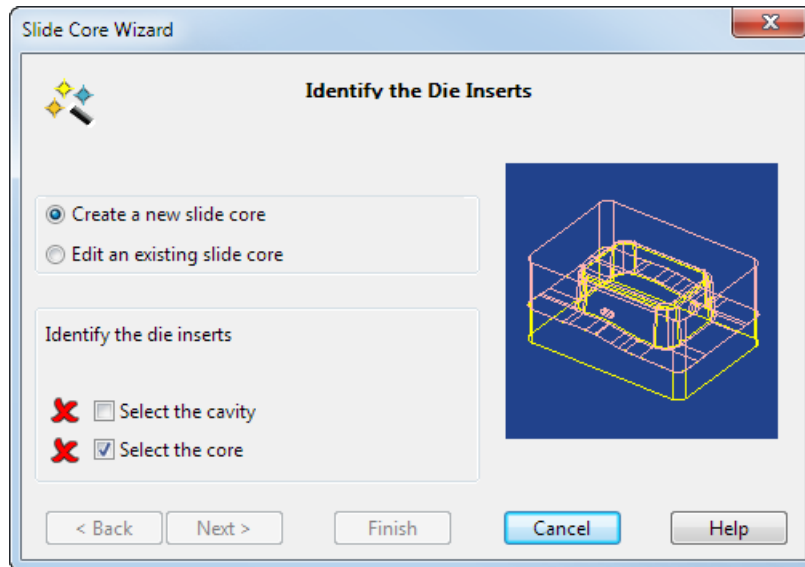 Slide Core Wizard
Identify the Die Inserts
Create a new slide core
Edit an existing slide core
Identify the die inserts
Select the cavity
Select the core
< Back Next > Finish Cancel Help